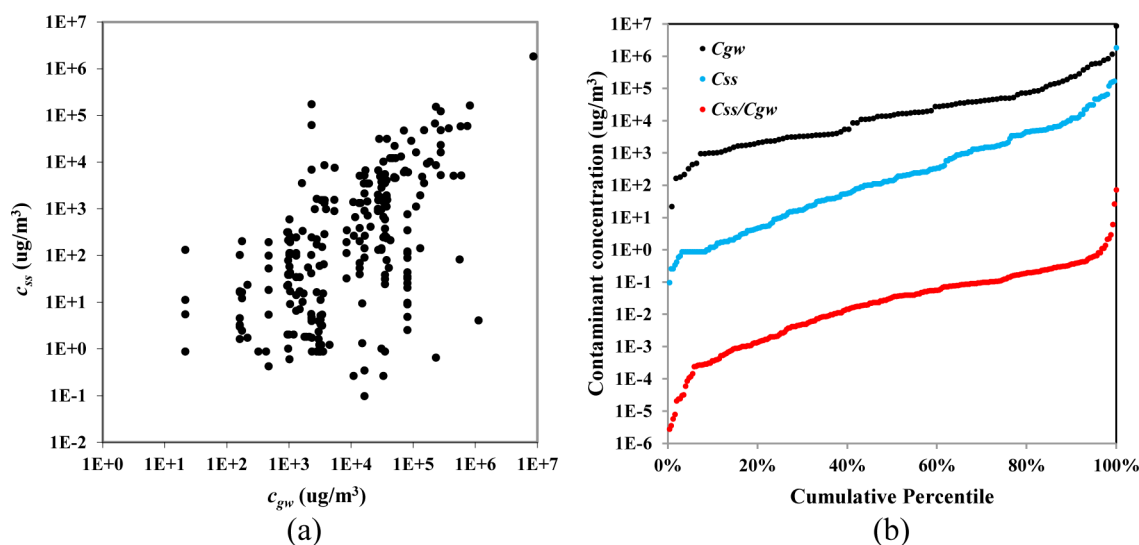 1E+7
1E+6
1E+5
1E+4
1E+3
1E+2
1E+1
1E+0
1E-1
1E-2
c_ss (ug/m³)
1E+0 1E+1 1E+2 1E+3 1E+4 1E+5 1E+6 1E+7
c_gw (ug/m³)
(a)
1E+7
1E+6
1E+5
1E+4
1E+3
1E+2
1E+1
1E+0
1E-1
1E-2
1E-3
1E-4
1E-5
1E-6
Contaminant concentration (ug/m³)
Cgw
Css
Css/Cgw
0% 20% 40% 60% 80% 100%
Cumulative Percentile
(b)